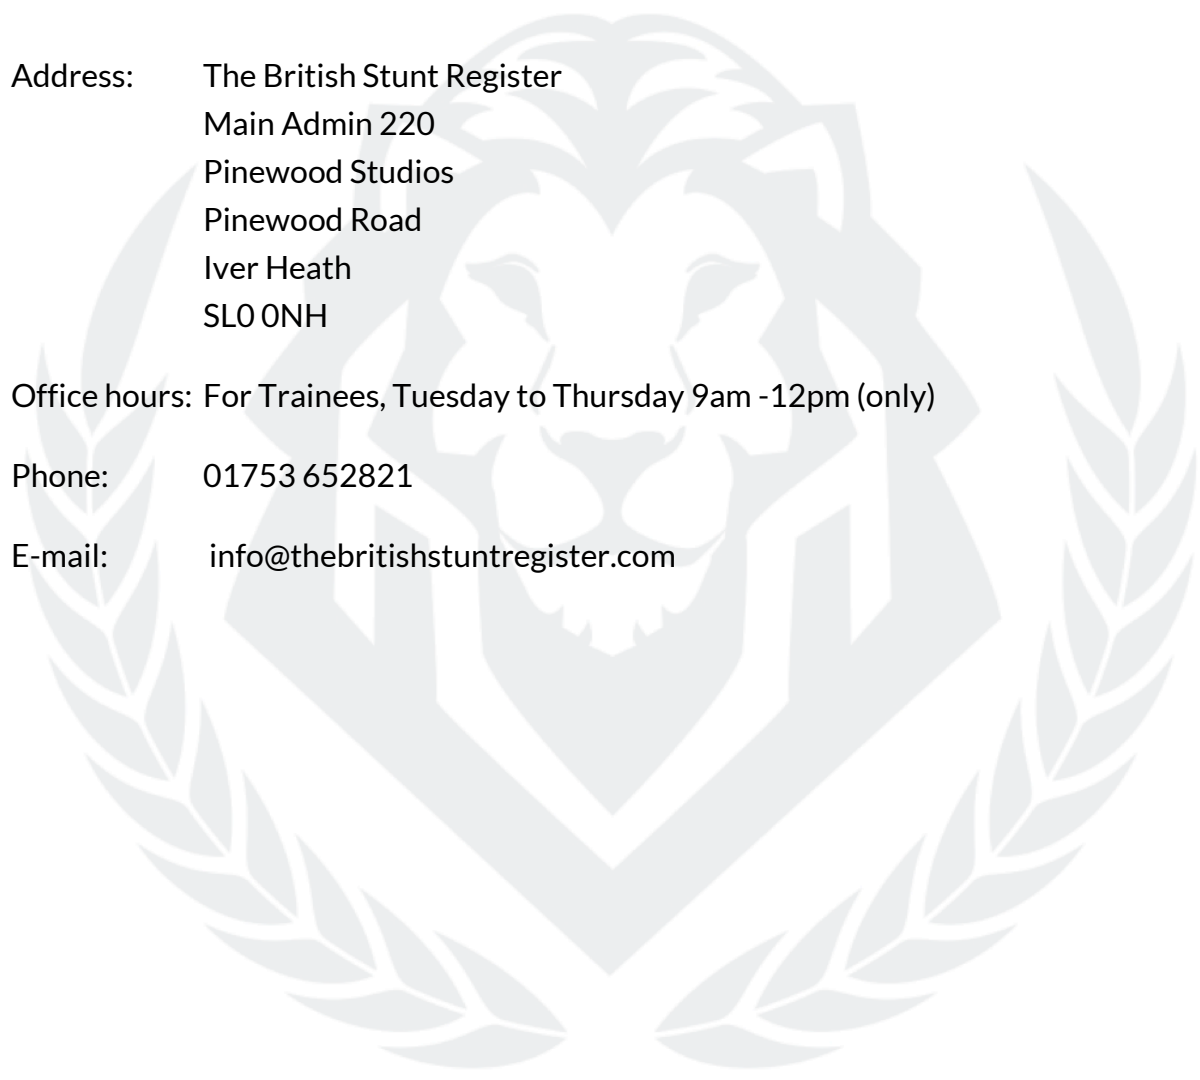 Address: The British Stunt Register
Main Admin 220
Pinewood Studios
Pinewood Road
Iver Heath
SL0 0NH
Office hours: For Trainees, Tuesday to Thursday 9am -12pm (only)
Phone: 01753 652821
E-mail: info@thebritishstuntregister.com